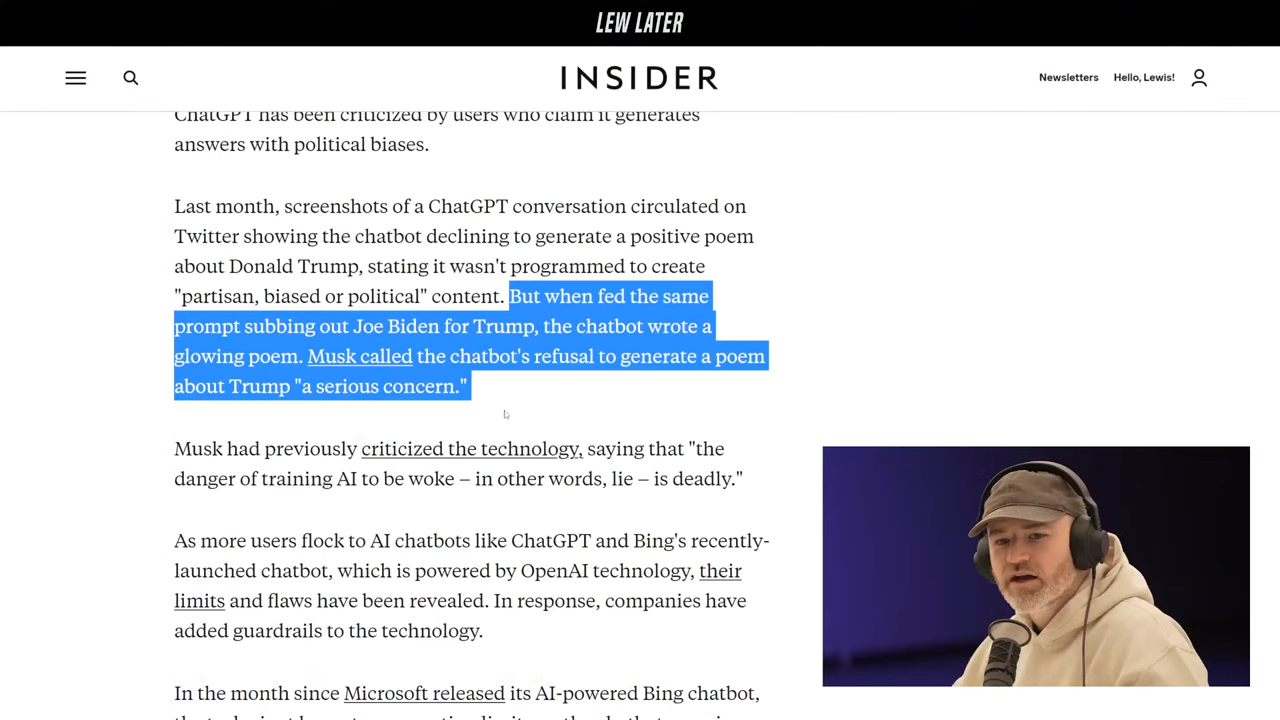 LEW LATER
INSIDER
Newsletters
Hello, Lewis!
ChatGPT has been criticized by users who claim it generates
answers with political biases.
Last month, screenshots of a ChatGPT conversation circulated on
Twitter showing the chatbot declining to generate a positive poem
about Donald Trump, stating it wasn't programmed to create
"partisan, biased or political" content. But when fed the same
prompt subbing out Joe Biden for Trump, the chatbot wrote a
glowing poem. Musk called the chatbot's refusal to generate a poem
about Trump "a serious concern."
Musk had previously criticized the technology, saying that "the
danger of training AI to be woke – in other words, lie – is deadly."
As more users flock to AI chatbots like ChatGPT and Bing's recently-
launched chatbot, which is powered by OpenAI technology, their
limits and flaws have been revealed. In response, companies have
added guardrails to the technology.
In the month since Microsoft released its AI-powered Bing chatbot,